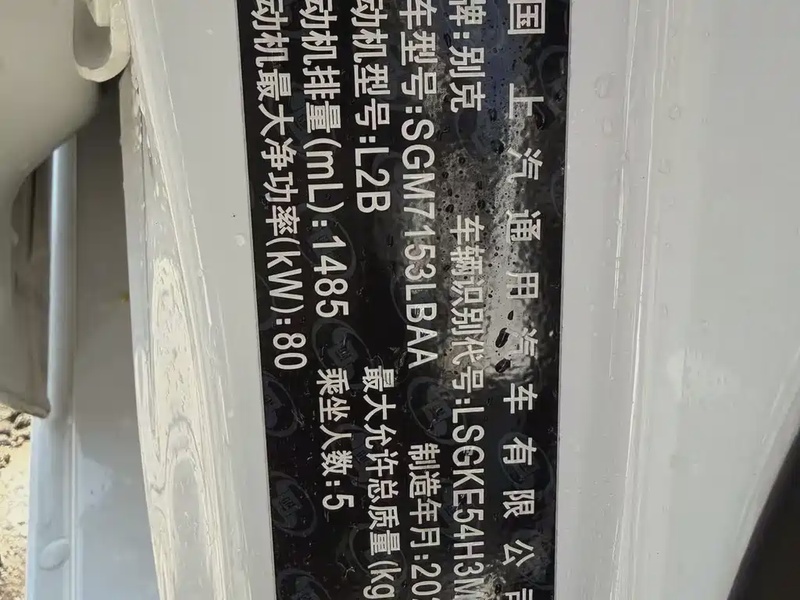 国 上汽通用汽车有限公司
牌:别克
车辆识别代号:LSGKE54H3M
车型号:SGM7153LBAA
制造年月:202
动机型号:L2B
最大允许总质量(kg
动机排量(mL):1485
乘坐人数:5
动机最大净功率(kW):80